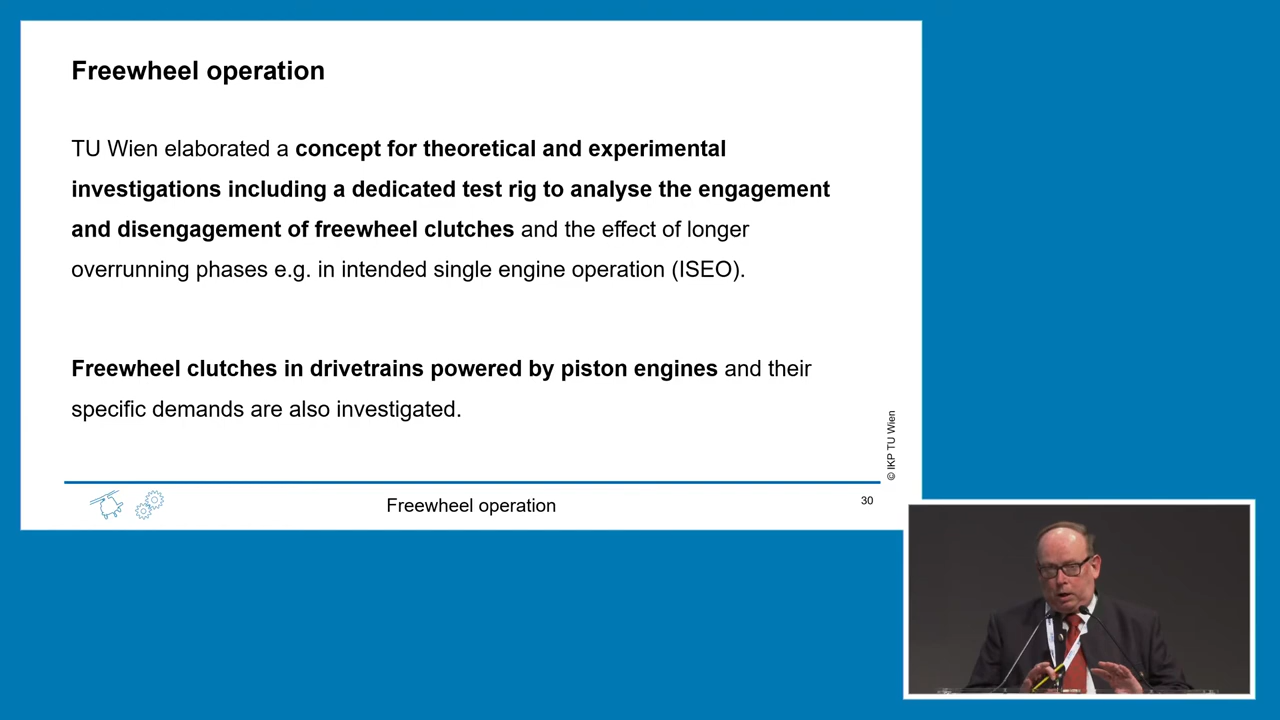 Freewheel operation
TU Wien elaborated a concept for theoretical and experimental
investigations including a dedicated test rig to analyse the engagement
and disengagement of freewheel clutches and the effect of longer
overrunning phases e.g. in intended single engine operation (ISEO).
Freewheel clutches in drivetrains powered by piston engines and their
specific demands are also investigated.
© IKP TU Wien
Freewheel operation
30